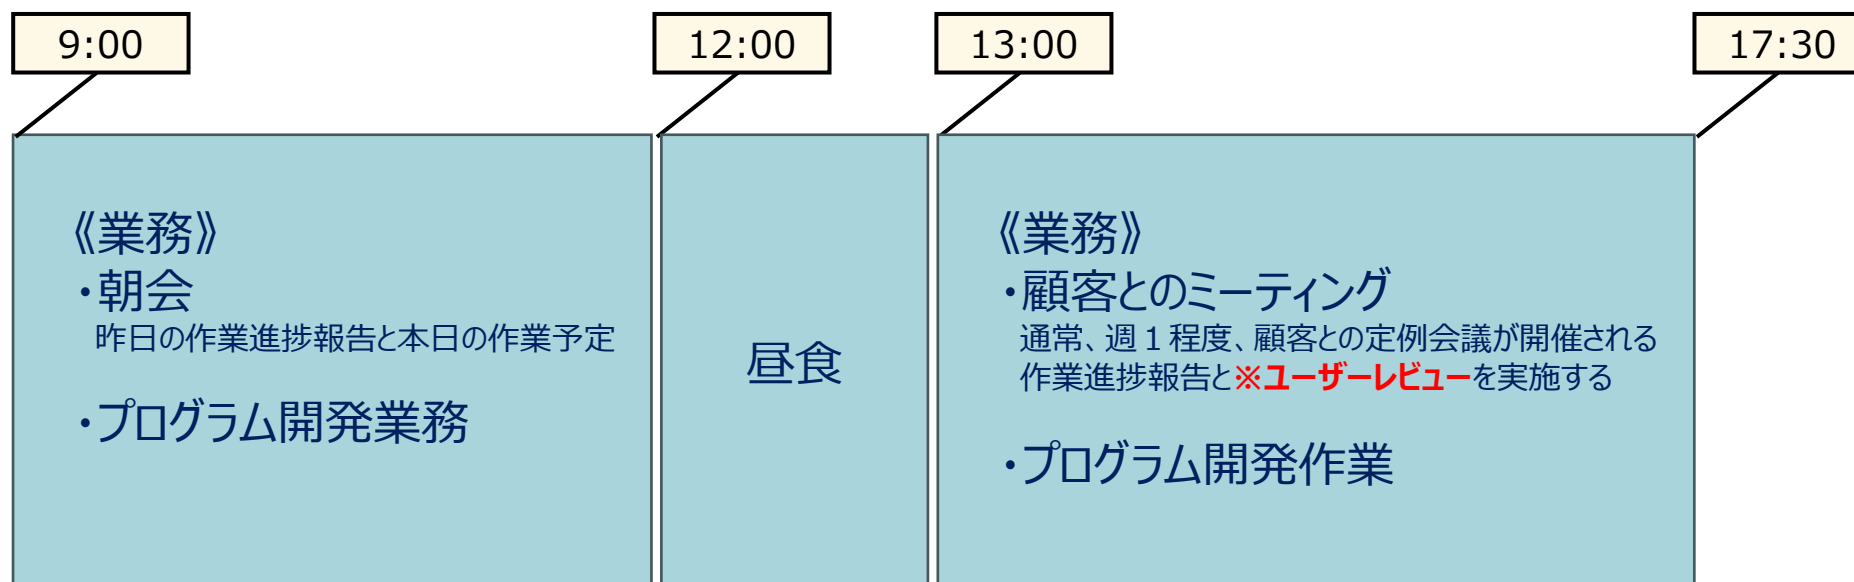 9:00
12:00
13:00
17:30
《業務》
・朝会
昨日の作業進捗報告と本日の作業予定
・プログラム開発業務
昼食
《業務》
・顧客とのミーティング
通常、週１程度、顧客との定例会議が開催される
作業進捗報告と※ユーザーレビューを実施する
・プログラム開発作業